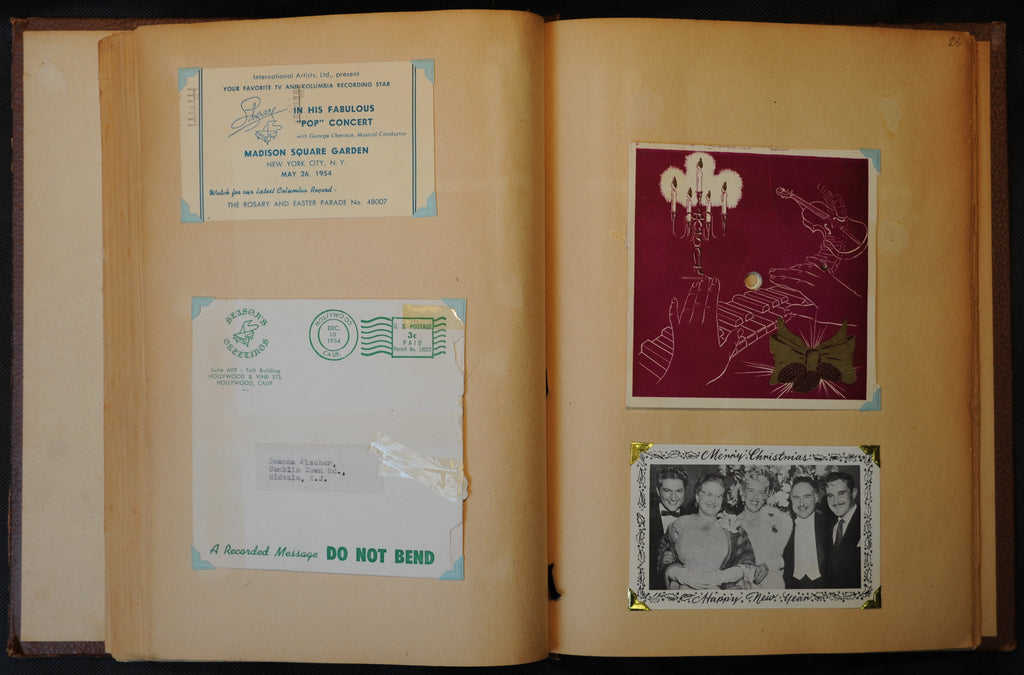 International Artists, Ltd., present
YOUR FAVORITE TV AND COLUMBIA RECORDING STAR
Liberace
IN HIS FABULOUS
"POP" CONCERT
with George Liberace, Musical Conductor
MADISON SQUARE GARDEN
NEW YORK CITY, N. Y.
MAY 26, 1954
Watch for our latest Columbia Record -
THE ROSARY AND EASTER PARADE No. 48007
SEASON'S
GREETINGS
Suite 609 - Taft Building
HOLLYWOOD & VINE STS.
HOLLYWOOD, CALIF.
HOLLYWOOD
DEC.
10
1954
CALIF.
U. S. POSTAGE
3c
PAID
Permit No.
Deanna Fischer,
Conklin Town Rd.,
Midvale, N.J.
A Recorded Message DO NOT BEND
26
Merry Christmas
Happy New Year